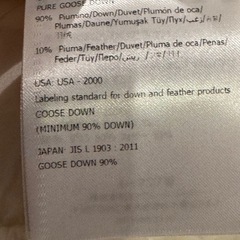 PURE GOOSE DOWN
90% Piumino/Down/Duvet/Plumón de oca/
Plumas/Daune/Yumuşak Tüy/Пух/
10% Piuma/Feather/Duvet/Pluma de oca/Penas/
Feder/Tüy/Перо/
USA: USA - 2000
Labeling standard for down and feather products
GOOSE DOWN
(MINIMUM 90% DOWN)
JAPAN: JIS L 1903 : 2011
GOOSE DOWN 90%